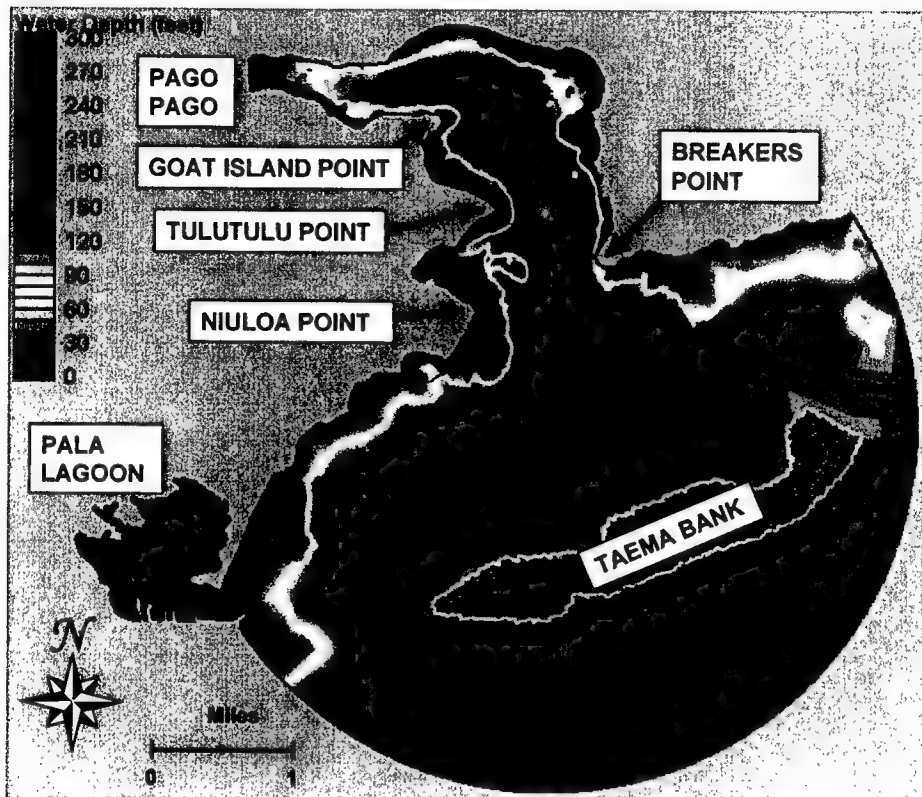 Water Depth (feet)
300
270
240
210
180
150
120
90
60
30
0
PAGO
PAGO
GOAT ISLAND POINT
TULUTULU POINT
NIULOA POINT
BREAKERS
POINT
PALA
LAGOON
TAEMA BANK
N
Miles
0 1